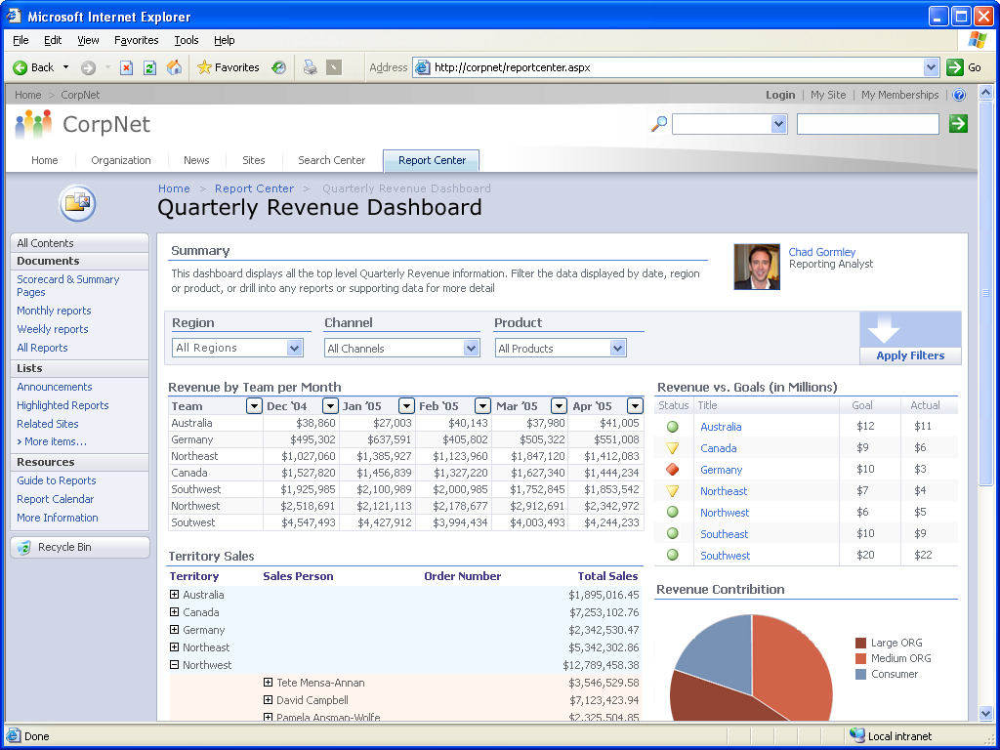 Microsoft Internet Explorer
File Edit View Favorites Tools Help
Back Favorites Address http://corpnet/reportcenter.aspx Go
Home > CorpNet Login | My Site | My Memberships | ?
CorpNet
Home Organization News Sites Search Center Report Center
Home > Report Center > Quarterly Revenue Dashboard
Quarterly Revenue Dashboard
All Contents
Documents
Scorecard & Summary
Pages
Monthly reports
Weekly reports
All Reports
Lists
Announcements
Highlighted Reports
Related Sites
> More items...
Resources
Guide to Reports
Report Calendar
More Information
Recycle Bin
Summary
This dashboard displays all the top level Quarterly Revenue information. Filter the data displayed by date, region
or product, or drill into any reports or supporting data for more detail
Chad Gormley
Reporting Analyst
Region Channel Product
All Regions All Channels All Products
Apply Filters
Revenue by Team per Month
Team Dec '04 Jan '05 Feb '05 Mar '05 Apr '05
Australia $38,860 $27,003 $40,143 $37,980 $41,005
Germany $495,302 $637,591 $405,802 $505,322 $551,008
Northeast $1,027,060 $1,385,927 $1,123,960 $1,847,120 $1,412,083
Canada $1,527,820 $1,456,839 $1,327,220 $1,627,340 $1,444,234
Southwest $1,925,985 $2,100,989 $2,000,985 $1,752,845 $1,853,542
Northwest $2,518,691 $2,121,113 $2,178,677 $2,912,691 $2,342,972
Soutwest $4,547,493 $4,427,912 $3,994,434 $4,003,493 $4,244,233
Revenue vs. Goals (in Millions)
Status Title Goal Actual
Australia $12 $11
Canada $9 $6
Germany $10 $3
Northeast $7 $4
Northwest $6 $5
Southeast $10 $9
Southwest $20 $22
Territory Sales
Territory Sales Person Order Number Total Sales
Australia $1,895,016.45
Canada $7,253,102.76
Germany $2,342,530.47
Northeast $5,342,302.86
Northwest $12,789,458.38
Tete Mensa-Annan $3,546,529.58
David Campbell $7,123,423.94
Pamela Ansman-Wolfe $2,325,504.85
Revenue Contribition
Large ORG
Medium ORG
Consumer
Done Local intranet